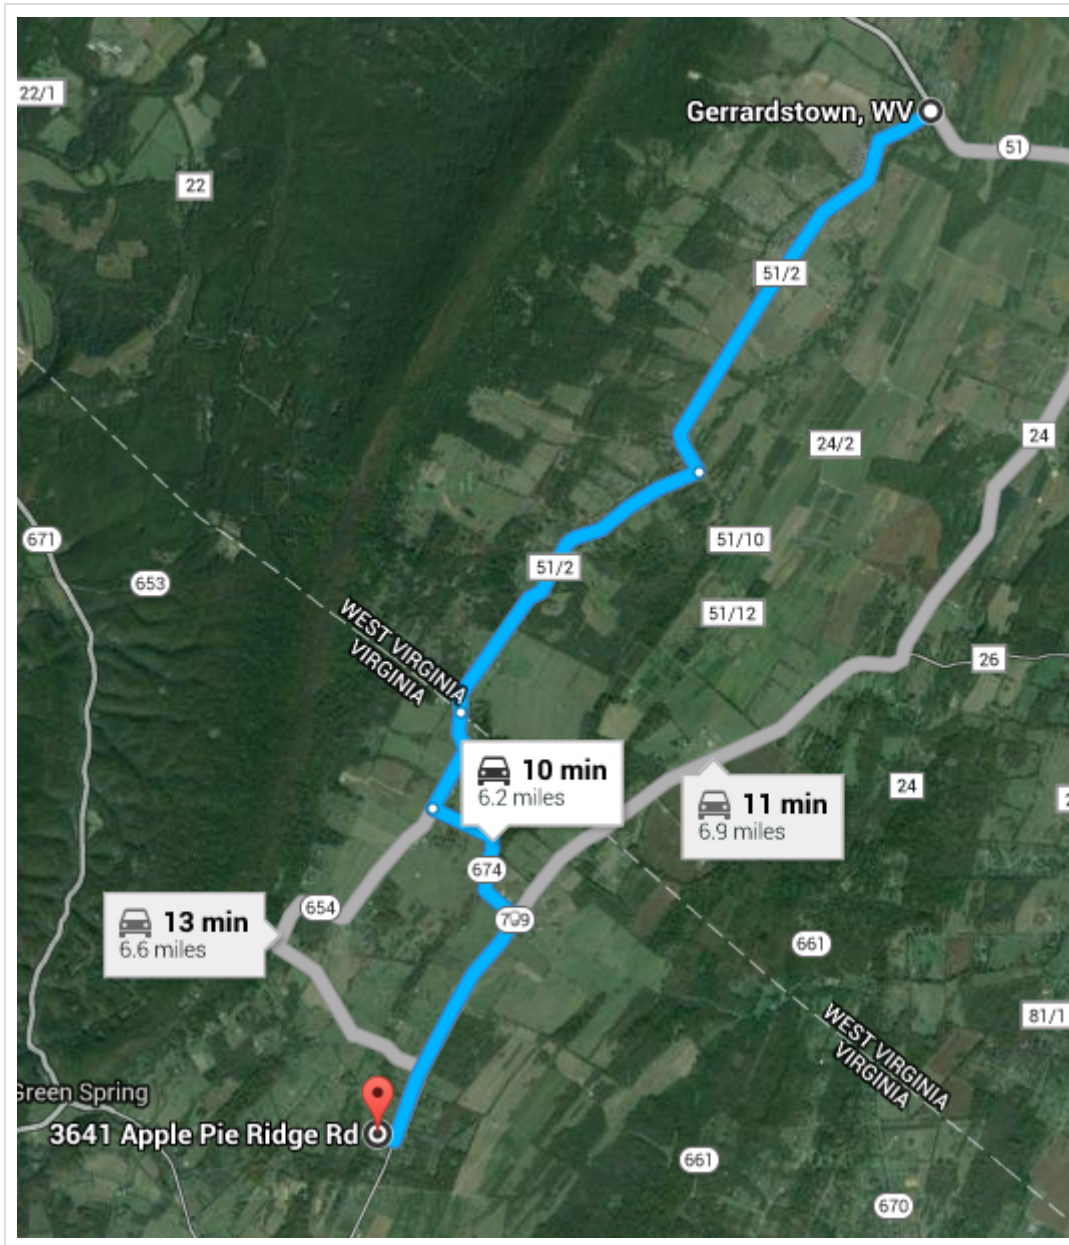 22/1
Gerrardstown, WV
51
22
51/2
24
24/2
671
51/10
51/2
653
51/12
WEST VIRGINIA
VIRGINIA
26
10 min
6.2 miles
11 min
6.9 miles
24
674
13 min
6.6 miles
654
661
WEST VIRGINIA
VIRGINIA
81/1
Green Spring
3641 Apple Pie Ridge Rd
661
670